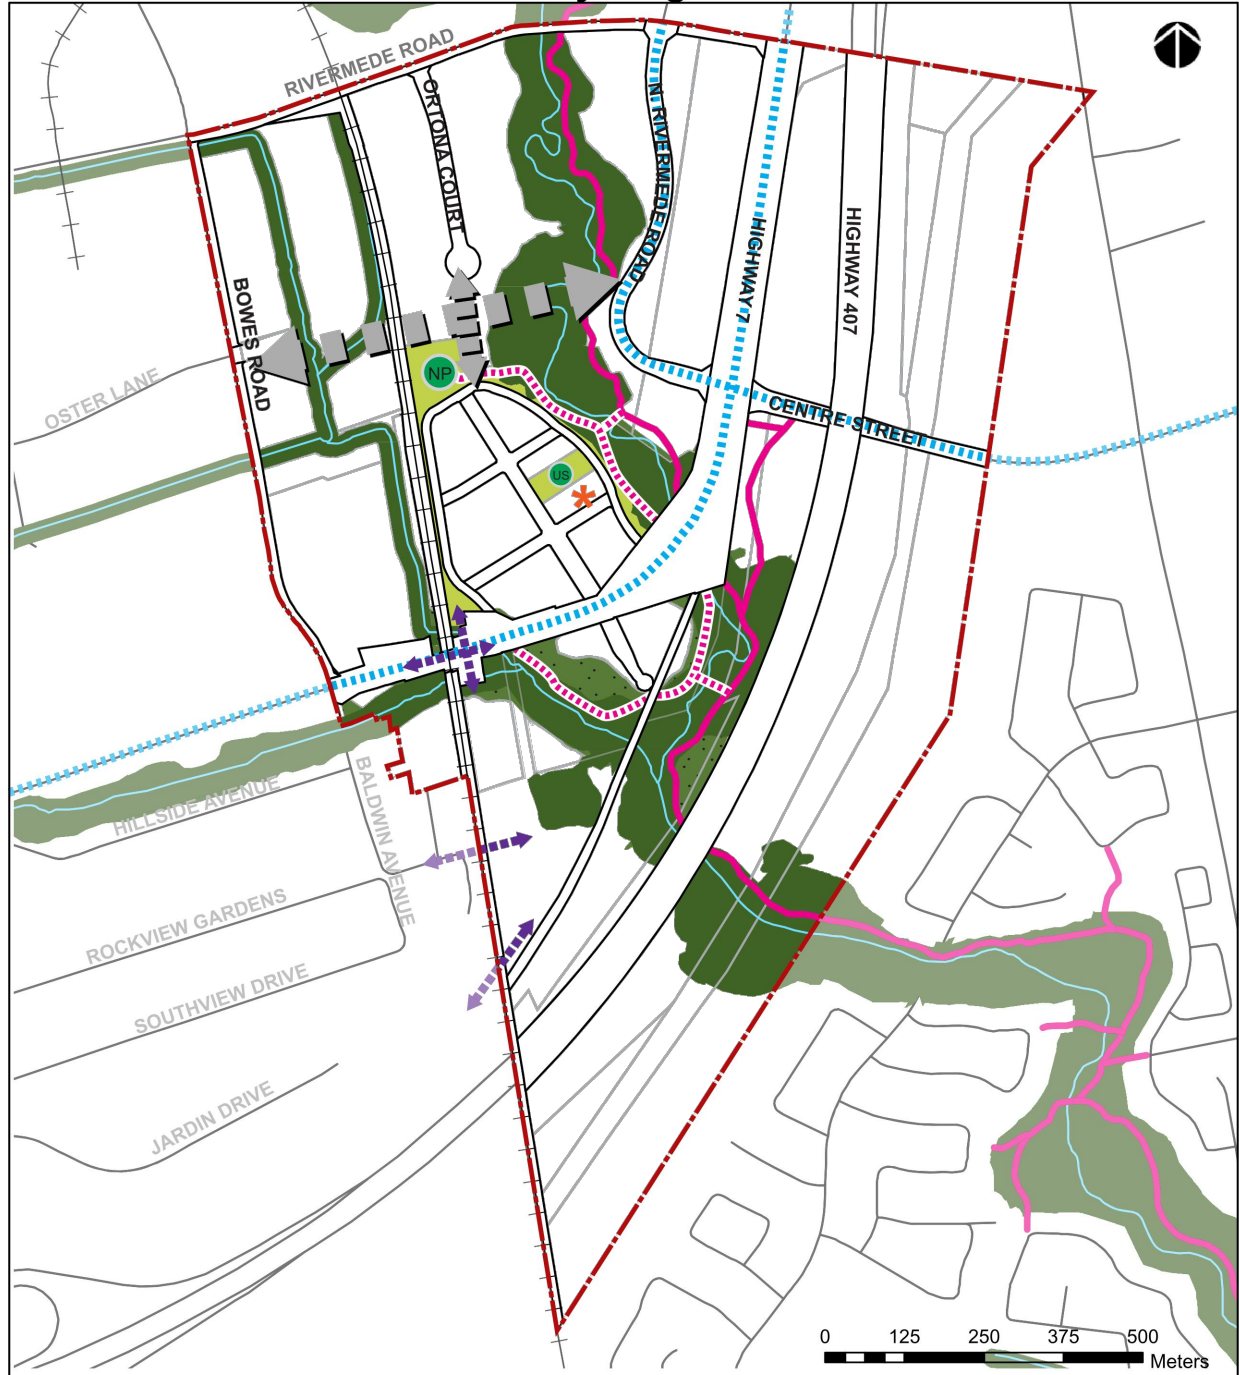 RIVERMEDE ROAD
ORTONA COURT
N. RIVERMEDE ROAD
HIGHWAY 7
HIGHWAY 407
BOWES ROAD
OSTER LANE
NP
CENTRE STREET
US
*
HILLSIDE AVENUE
BALDWIN AVENUE
ROCKVIEW GARDENS
SOUTHVIEW DRIVE
JARDIN DRIVE
0 125 250 375 500
Meters